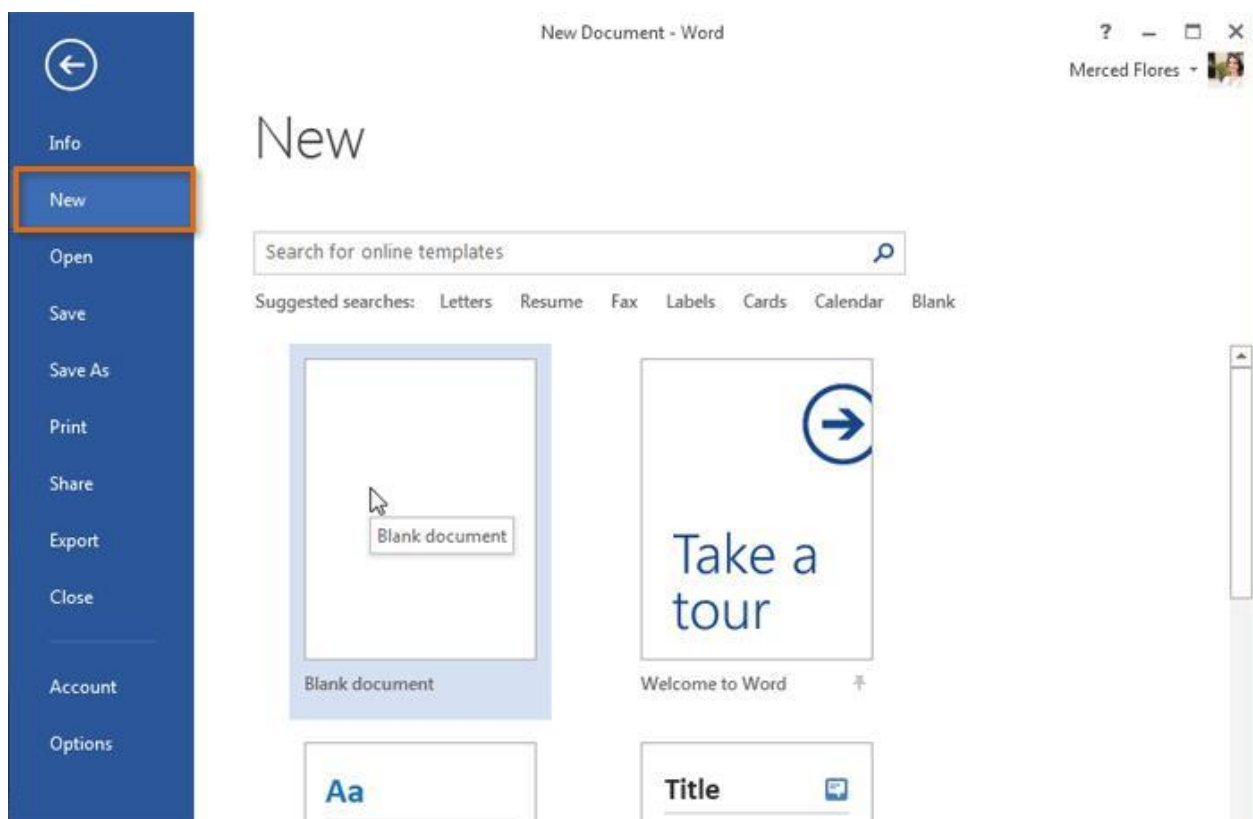 New Document - Word
?
Merced Flores
Info
New
Open
Save
Save As
Print
Share
Export
Close
Account
Options
New
Search for online templates
Suggested searches: Letters Resume Fax Labels Cards Calendar Blank
Blank document
Take a
tour
Blank document
Welcome to Word
Aa
Title